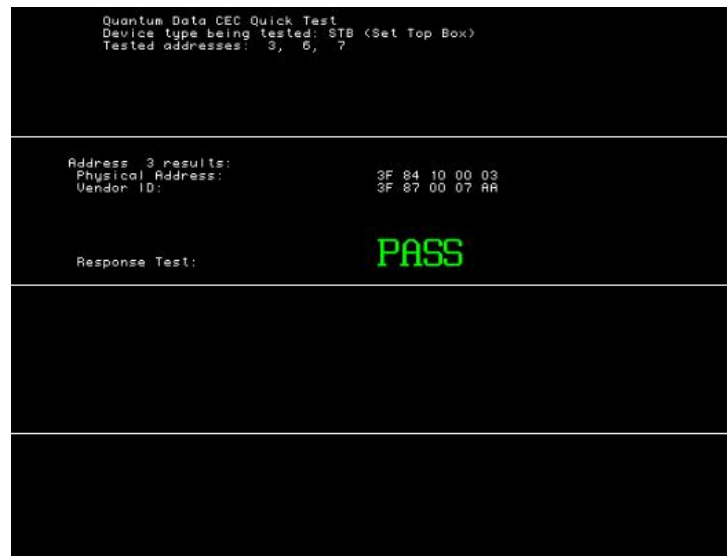 Quantum Data CEC Quick Test
Device type being tested: STB (Set Top Box)
Tested addresses: 3, 6, 7
Address 3 results:
Physical Address: 3F 84 10 00 03
Vendor ID: 3F 87 00 07 AA
Response Test: PASS